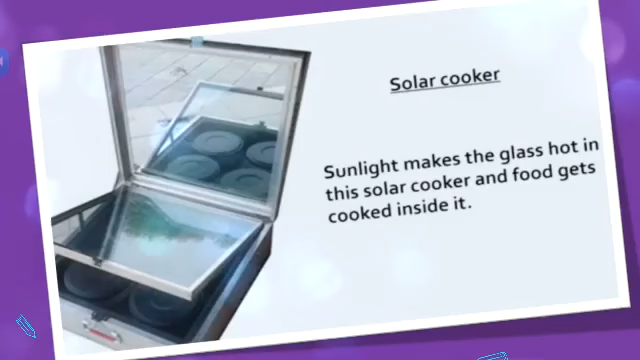 Solar cooker
Sunlight makes the glass hot in
this solar cooker and food gets
cooked inside it.